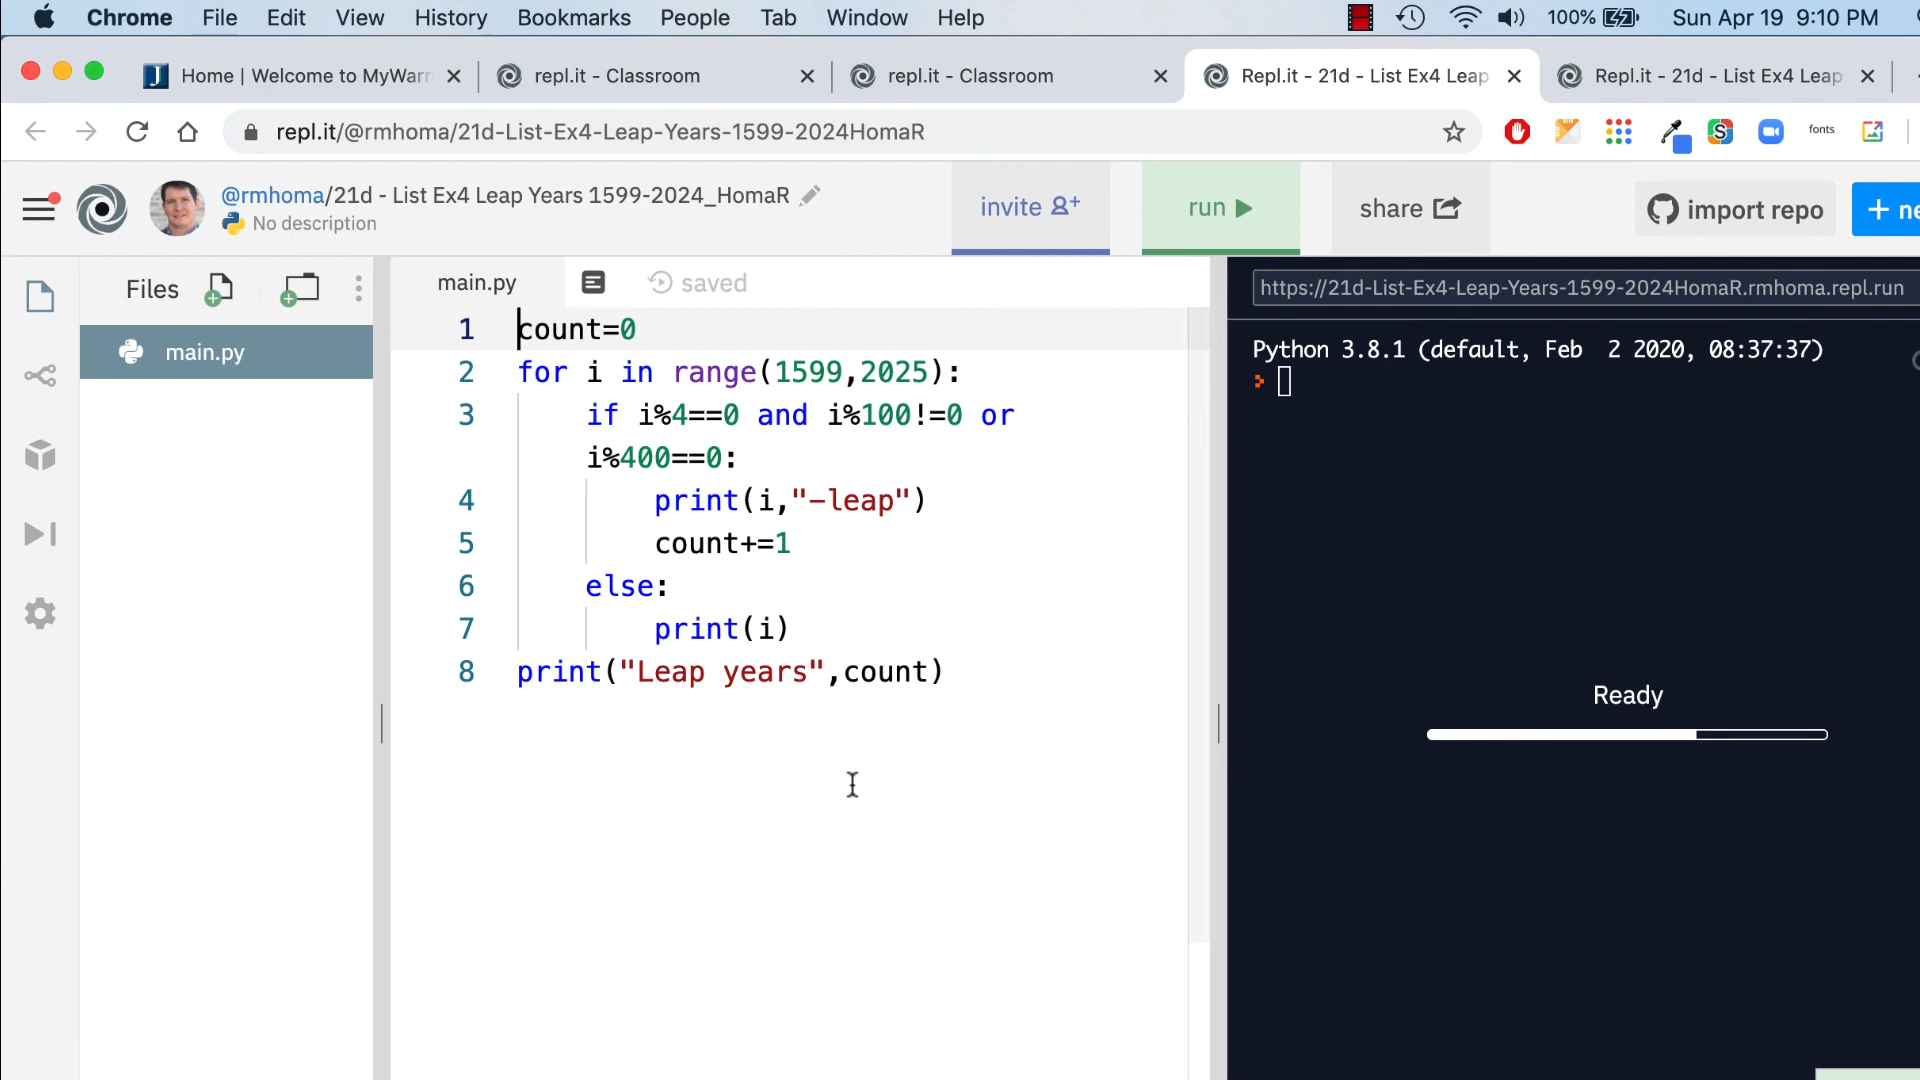 Chrome File Edit View History Bookmarks People Tab Window Help 100% Sun Apr 19 9:10 PM
Home | Welcome to MyWarr repl.it - Classroom repl.it - Classroom Repl.it - 21d - List Ex4 Leap Repl.it - 21d - List Ex4 Leap
repl.it/@rmhoma/21d-List-Ex4-Leap-Years-1599-2024HomaR fonts
@rmhoma/21d - List Ex4 Leap Years 1599-2024_HomaR
No description
invite run share import repo + ne
Files main.py saved
https://21d-List-Ex4-Leap-Years-1599-2024HomaR.rmhoma.repl.run
main.py
1 count=0
2 for i in range(1599,2025):
3 if i%4==0 and i%100!=0 or
i%400==0:
4 print(i,"-leap")
5 count+=1
6 else:
7 print(i)
8 print("Leap years",count)
Python 3.8.1 (default, Feb  2 2020, 08:37:37)
Ready